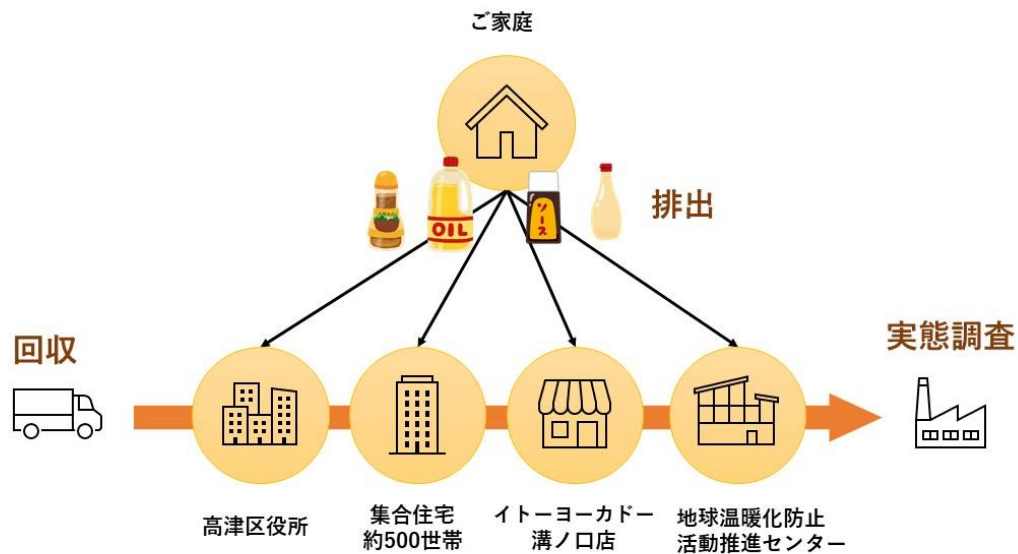 ご家庭
OIL
ソース
排出
回収
実態調査
高津区役所
集合住宅
約500世帯
イトーヨーカドー
溝ノ口店
地球温暖化防止
活動推進センター